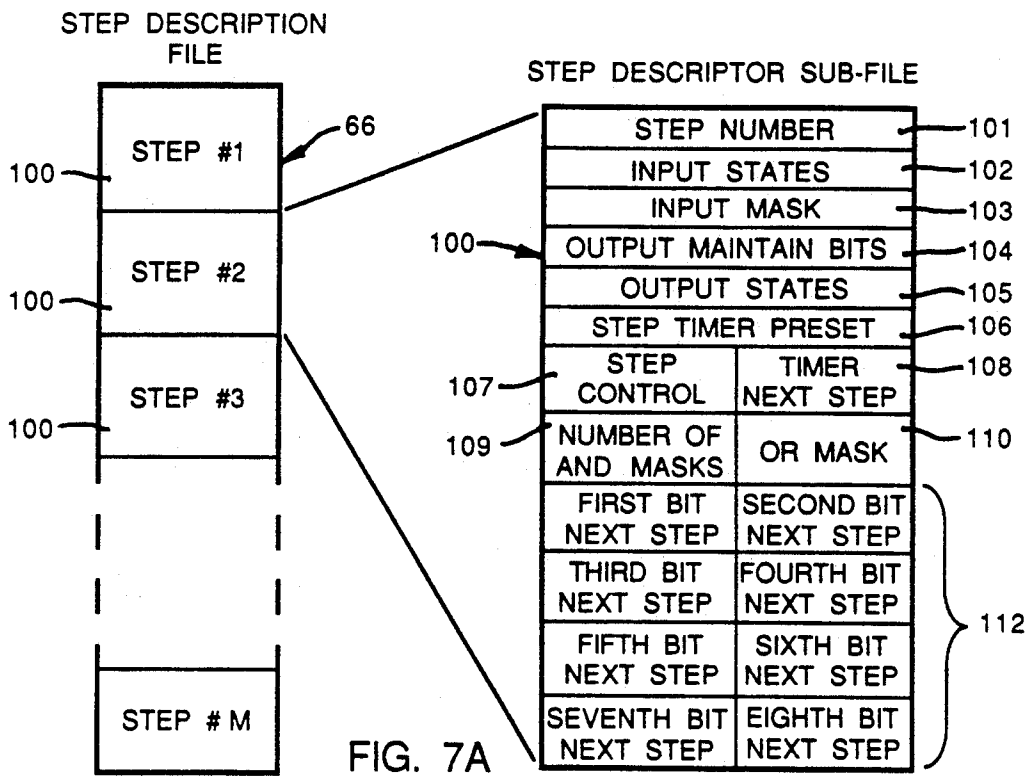 STEP DESCRIPTION
FILE
STEP #1
66
100
STEP #2
100
STEP #3
100
STEP # M
FIG. 7A
STEP DESCRIPTOR SUB-FILE
100
STEP NUMBER
101
INPUT STATES
102
INPUT MASK
103
OUTPUT MAINTAIN BITS
104
OUTPUT STATES
105
STEP TIMER PRESET
106
107
STEP
CONTROL
TIMER
NEXT STEP
108
109
NUMBER OF
AND MASKS
OR MASK
110
FIRST BIT
NEXT STEP
SECOND BIT
NEXT STEP
THIRD BIT
NEXT STEP
FOURTH BIT
NEXT STEP
FIFTH BIT
NEXT STEP
SIXTH BIT
NEXT STEP
SEVENTH BIT
NEXT STEP
EIGHTH BIT
NEXT STEP
112